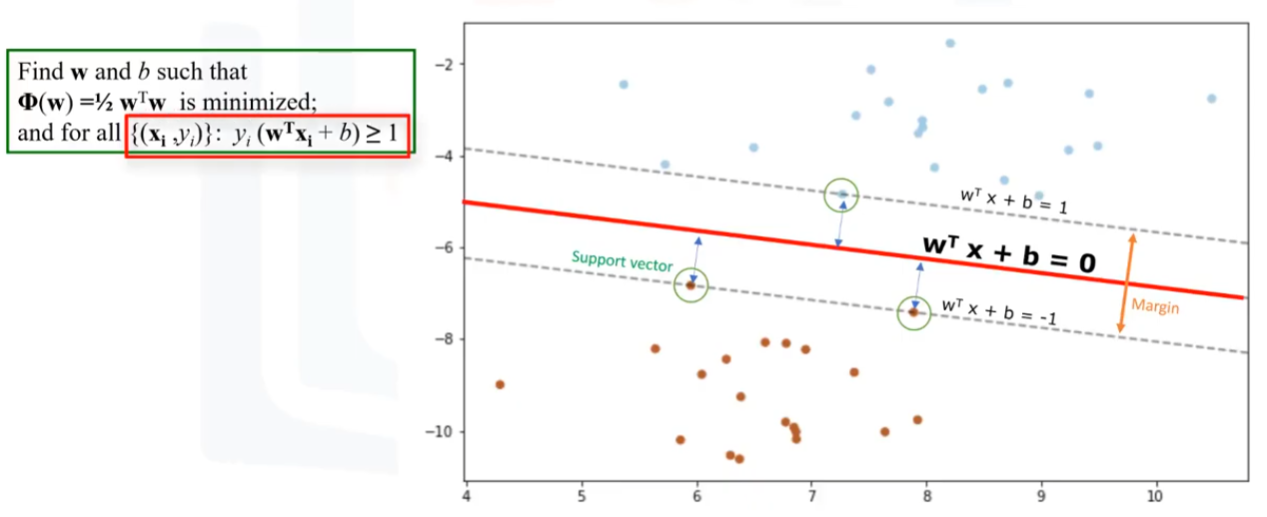 Find w and b such that
Φ(w) =½ wᵀw is minimized;
and for all {(xᵢ ,yᵢ)}: yᵢ (wᵀxᵢ + b) ≥ 1
−2
−4
−6
−8
−10
wᵀ x + b = 1
wᵀ x + b = 0
Support vector
wᵀ x + b = -1
Margin
4 5 6 7 8 9 10